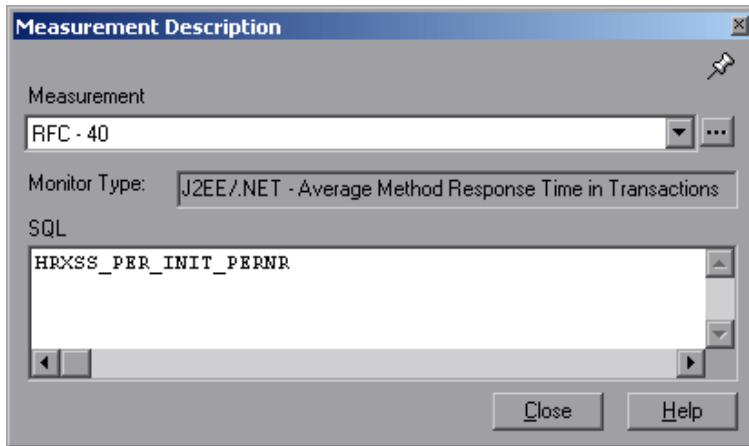 Measurement Description
Measurement
RFC - 40
...
Monitor Type:
J2EE/.NET - Average Method Response Time in Transactions
SQL
HRXSS_PER_INIT_PERNR
Close Help